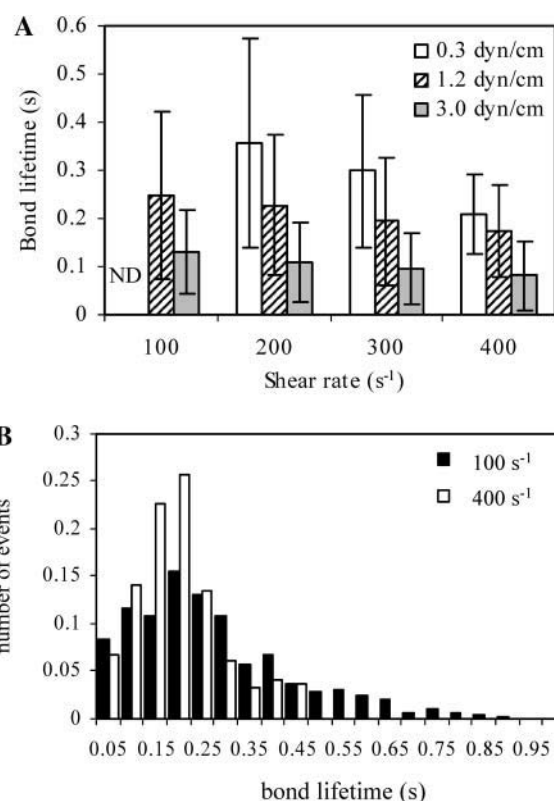 A
0.6
0.5
0.4
0.3
0.2
0.1
0
Bond lifetime (s)
0.3 dyn/cm
1.2 dyn/cm
3.0 dyn/cm
ND
100 200 300 400
Shear rate (s⁻¹)
B
0.3
0.25
0.2
0.15
0.1
0.05
0
number of events
100 s⁻¹
400 s⁻¹
0.05 0.15 0.25 0.35 0.45 0.55 0.65 0.75 0.85 0.95
bond lifetime (s)